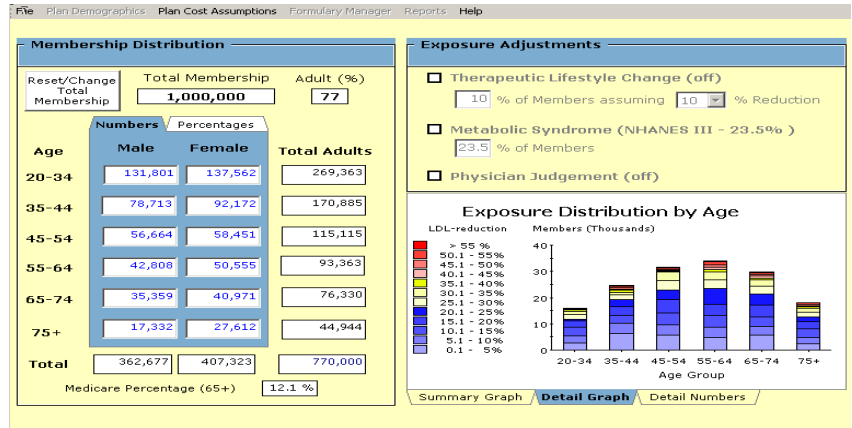 File Plan Demographics Plan Cost Assumptions Formulary Manager Reports Help
Membership Distribution
Reset/Change Total Membership
Total Membership Adult (%)
1,000,000 77
Numbers Percentages
Age Male Female Total Adults
20-34 131,801 137,562 269,363
35-44 78,713 92,172 170,885
45-54 56,664 58,451 115,115
55-64 42,808 50,555 93,363
65-74 35,359 40,971 76,330
75+ 17,332 27,612 44,944
Total 362,677 407,323 770,000
Medicare Percentage (65+) 12.1 %
Exposure Adjustments
Therapeutic Lifestyle Change (off)
10 % of Members assuming 10 % Reduction
Metabolic Syndrome (NHANES III - 23.5% )
23.5 % of Members
Physician Judgement (off)
Exposure Distribution by Age
LDL-reduction Members (Thousands)
> 55 %
50.1 - 55%
45.1 - 50%
40.1 - 45%
35.1 - 40%
30.1 - 35%
25.1 - 30%
20.1 - 25%
15.1 - 20%
10.1 - 15%
5.1 - 10%
0.1 - 5%
40
30
20
10
0
20-34 35-44 45-54 55-64 65-74 75+
Age Group
Summary Graph Detail Graph Detail Numbers